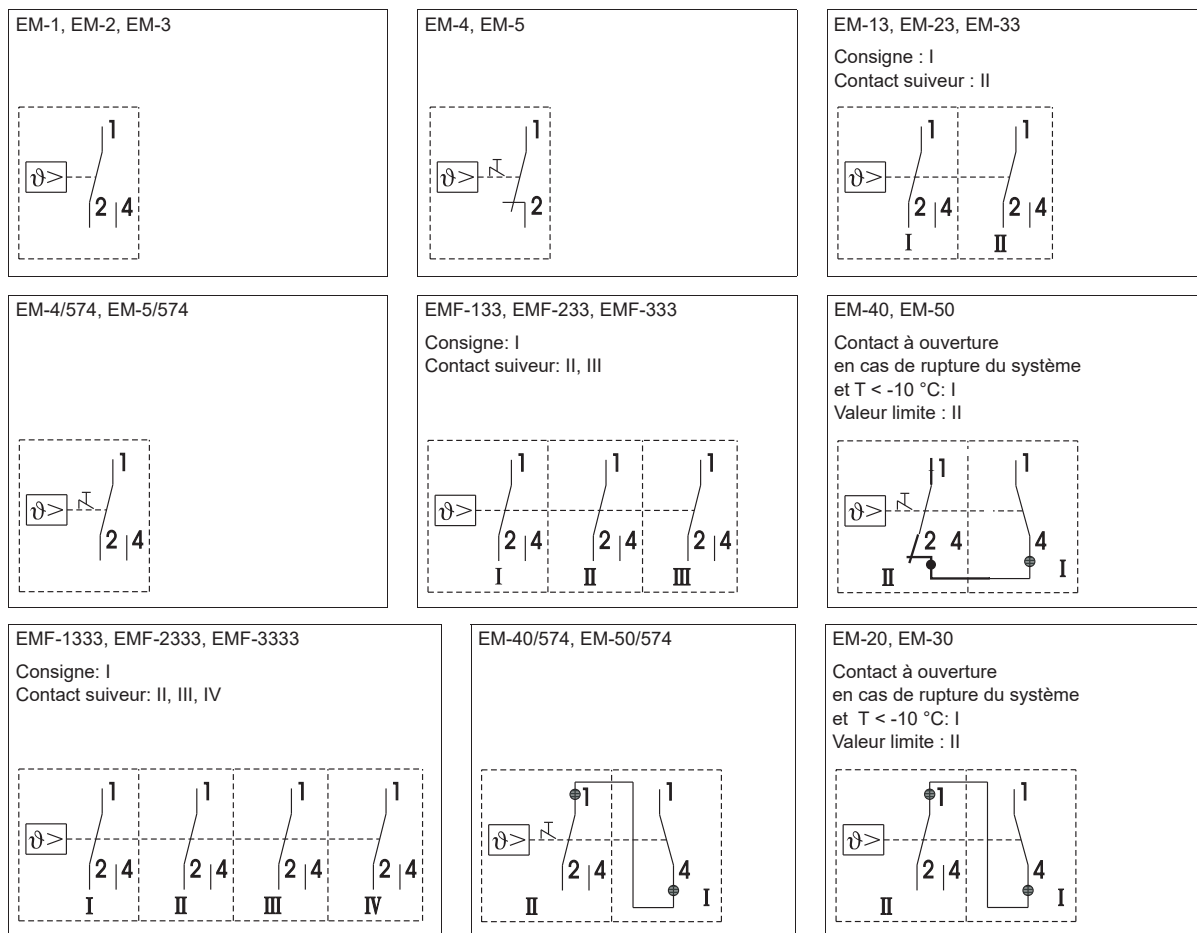 EM-1, EM-2, EM-3
1
ϑ>
2 4
EM-4, EM-5
1
ϑ>
2
EM-13, EM-23, EM-33
Consigne : I
Contact suiveur : II
1 1
ϑ>
2 4 2 4
I II
EM-4/574, EM-5/574
1
ϑ>
2 4
EMF-133, EMF-233, EMF-333
Consigne: I
Contact suiveur: II, III
1 1 1
ϑ>
2 4 2 4 2 4
I II III
EM-40, EM-50
Contact à ouverture
en cas de rupture du système
et T < -10 °C: I
Valeur limite : II
1 1
ϑ>
2 4 4
II I
EMF-1333, EMF-2333, EMF-3333
Consigne: I
Contact suiveur: II, III, IV
1 1 1 1
ϑ>
2 4 2 4 2 4 2 4
I II III IV
EM-40/574, EM-50/574
1 1
ϑ>
2 4 4
II I
EM-20, EM-30
Contact à ouverture
en cas de rupture du système
et T < -10 °C: I
Valeur limite : II
1 1
ϑ>
2 4 4
II I